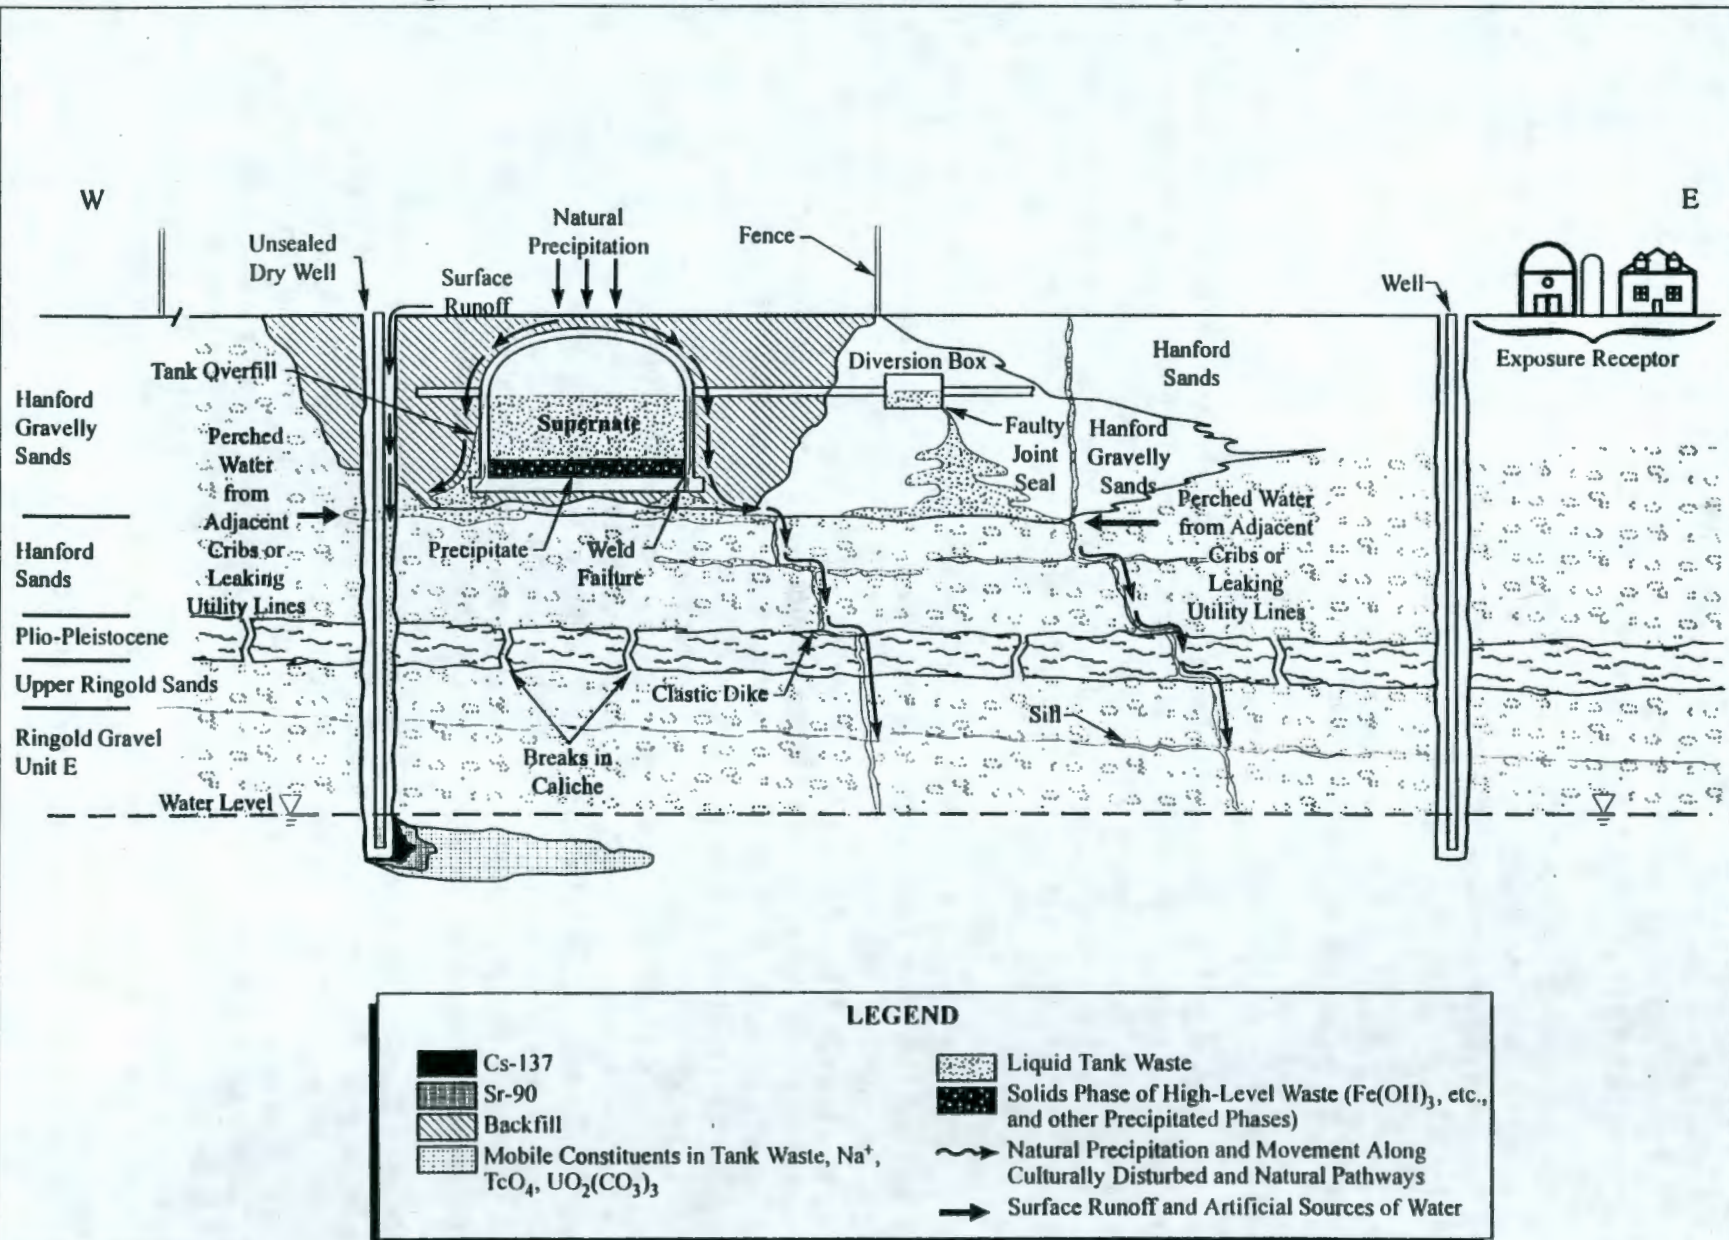 W
E
Unsealed
Dry Well
Surface
Runoff
Natural
Precipitation
Fence
Well
Exposure Receptor
Hanford
Sands
Tank Overfill
Diversion Box
Supernate
Faulty
Joint
Seal
Hanford
Gravelly
Sands
Hanford
Gravelly
Sands
Perched
Water
from
Adjacent
Cribs or
Leaking
Utility Lines
Perched Water
from Adjacent
Cribs or
Leaking
Utility Lines
Precipitate
Weld
Failure
Hanford
Sands
Plio-Pleistocene
Upper Ringold Sands
Clastic Dike
Sill
Ringold Gravel
Unit E
Breaks in
Caliche
Water Level
LEGEND
Cs-137
Sr-90
Backfill
Mobile Constituents in Tank Waste, Na⁺,
TcO₄, UO₂(CO₃)₃
Liquid Tank Waste
Solids Phase of High-Level Waste (Fe(OH)₃, etc.,
and other Precipitated Phases)
Natural Precipitation and Movement Along
Culturally Disturbed and Natural Pathways
Surface Runoff and Artificial Sources of Water